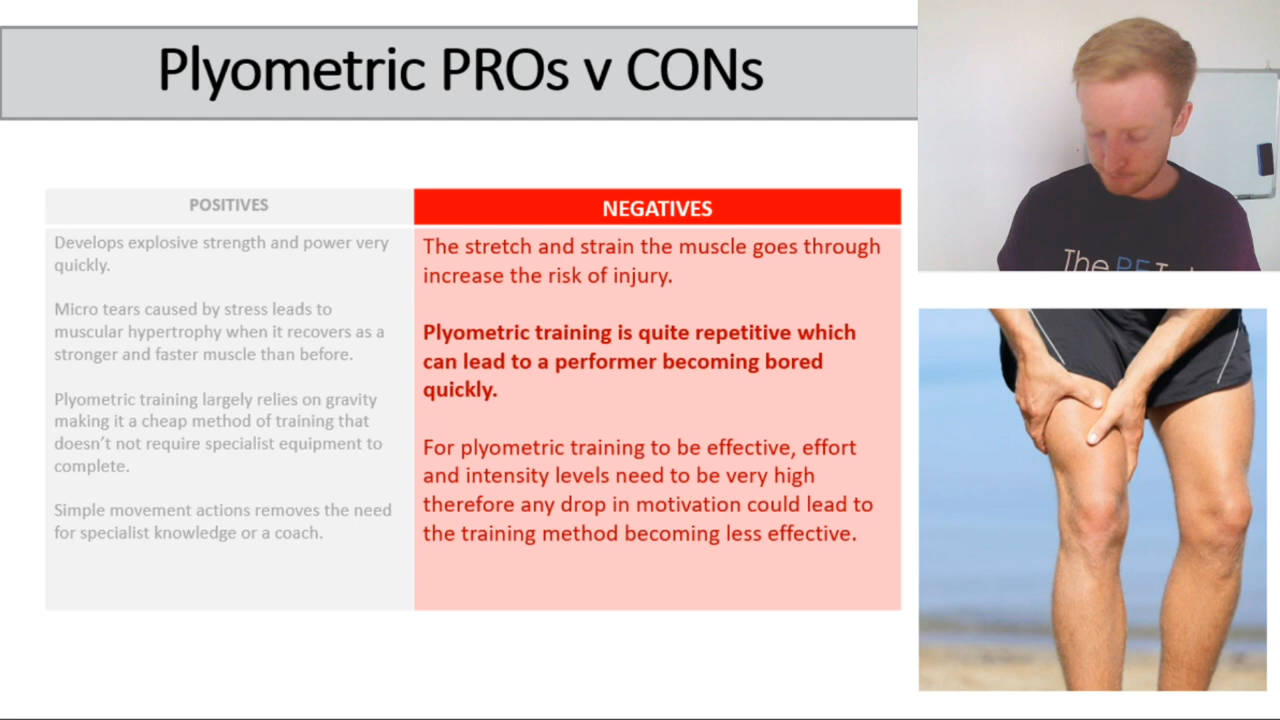 Plyometric PROs v CONs
POSITIVES
Develops explosive strength and power very
quickly.
Micro tears caused by stress leads to
muscular hypertrophy when it recovers as a
stronger and faster muscle than before.
Plyometric training largely relies on gravity
making it a cheap method of training that
doesn't not require specialist equipment to
complete.
Simple movement actions removes the need
for specialist knowledge or a coach.
NEGATIVES
The stretch and strain the muscle goes through
increase the risk of injury.
Plyometric training is quite repetitive which
can lead to a performer becoming bored
quickly.
For plyometric training to be effective, effort
and intensity levels need to be very high
therefore any drop in motivation could lead to
the training method becoming less effective.
The PE